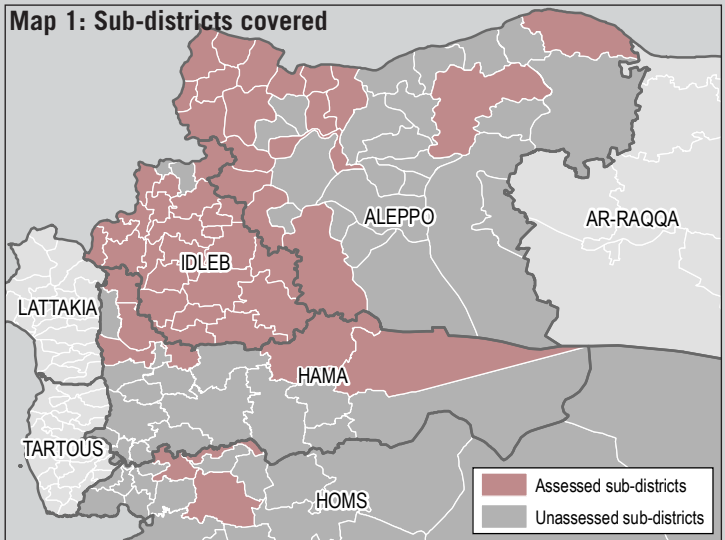 Map 1: Sub-districts covered
ALEPPO
AR-RAQQA
IDLEB
LATTAKIA
HAMA
TARTOUS
HOMS
Assessed sub-districts
Unassessed sub-districts